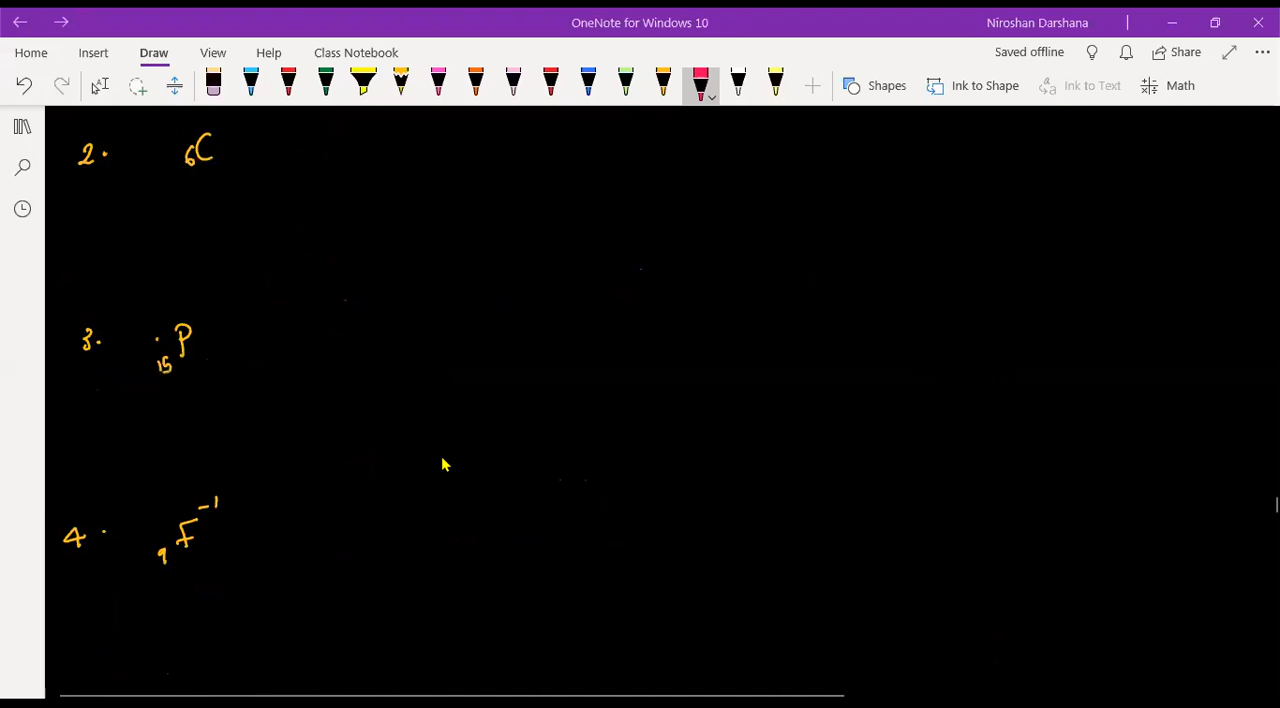 OneNote for Windows 10
Niroshan Darshana
Home Insert Draw View Help Class Notebook
Saved offline
Share
Shapes
Ink to Shape
Ink to Text
Math
2. ₆C
3. ₁₅P
4. ₉F⁻¹